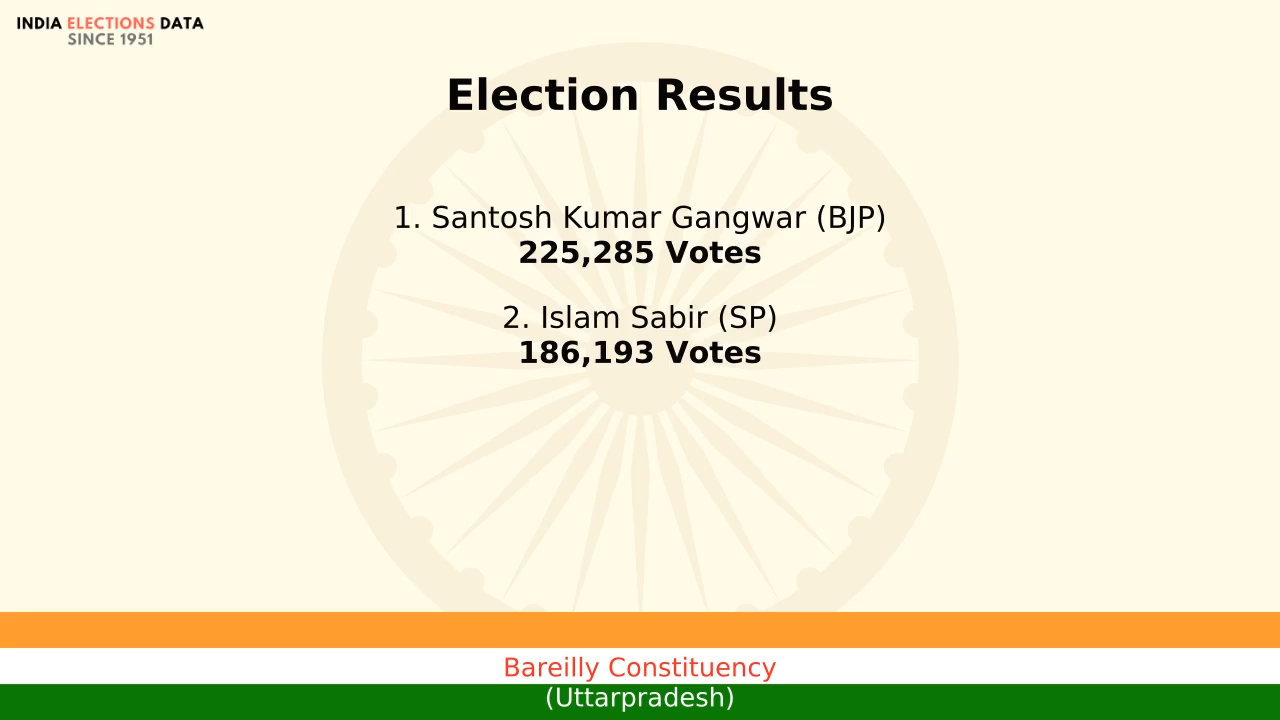 INDIA ELECTIONS DATA
SINCE 1951
Election Results
1. Santosh Kumar Gangwar (BJP)
225,285 Votes
2. Islam Sabir (SP)
186,193 Votes
Bareilly Constituency
(Uttarpradesh)